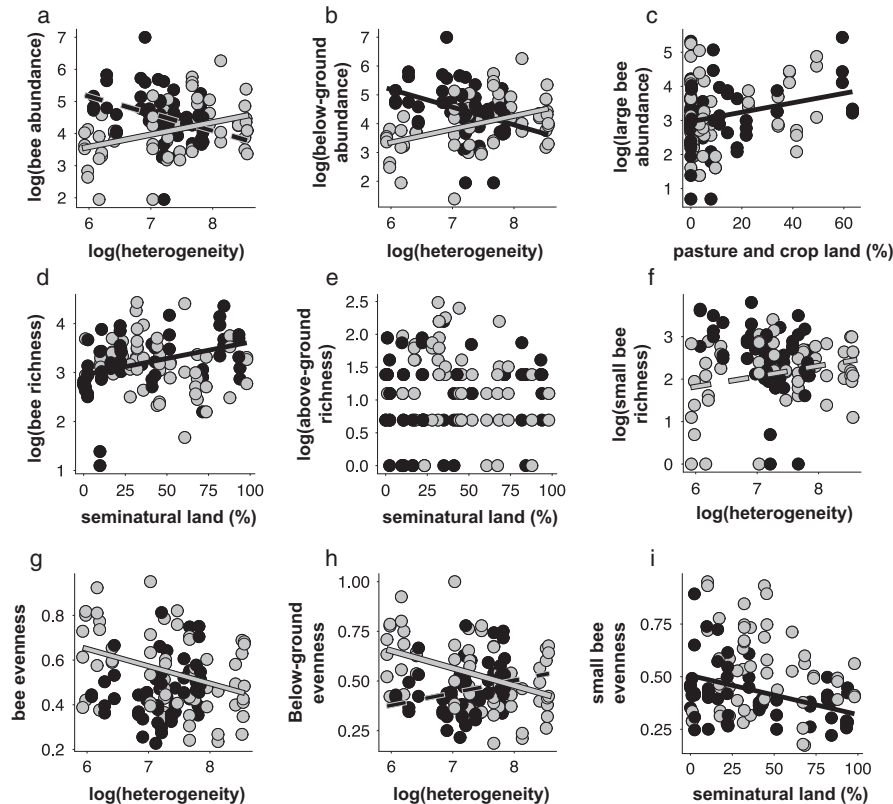 a
b
c
log(bee abundance)
7
6
5
4
3
2
6
7
8
log(heterogeneity)
log(below-ground
abundance)
7
6
5
4
3
2
6
7
8
log(heterogeneity)
log(large bee
abundance)
5
4
3
2
1
0
20
40
60
pasture and crop land (%)
d
e
f
log(bee richness)
4
3
2
1
0
25
50
75
100
seminatural land (%)
log(above-ground
richness)
2.5
2.0
1.5
1.0
0.5
0.0
0
25
50
75
100
seminatural land (%)
log(small bee
richness)
3
2
1
0
6
7
8
log(heterogeneity)
g
h
i
bee evenness
0.8
0.6
0.4
0.2
6
7
8
log(heterogeneity)
Below-ground
evenness
1.00
0.75
0.50
0.25
6
7
8
log(heterogeneity)
small bee
evenness
0.75
0.50
0.25
0
25
50
75
100
seminatural land (%)